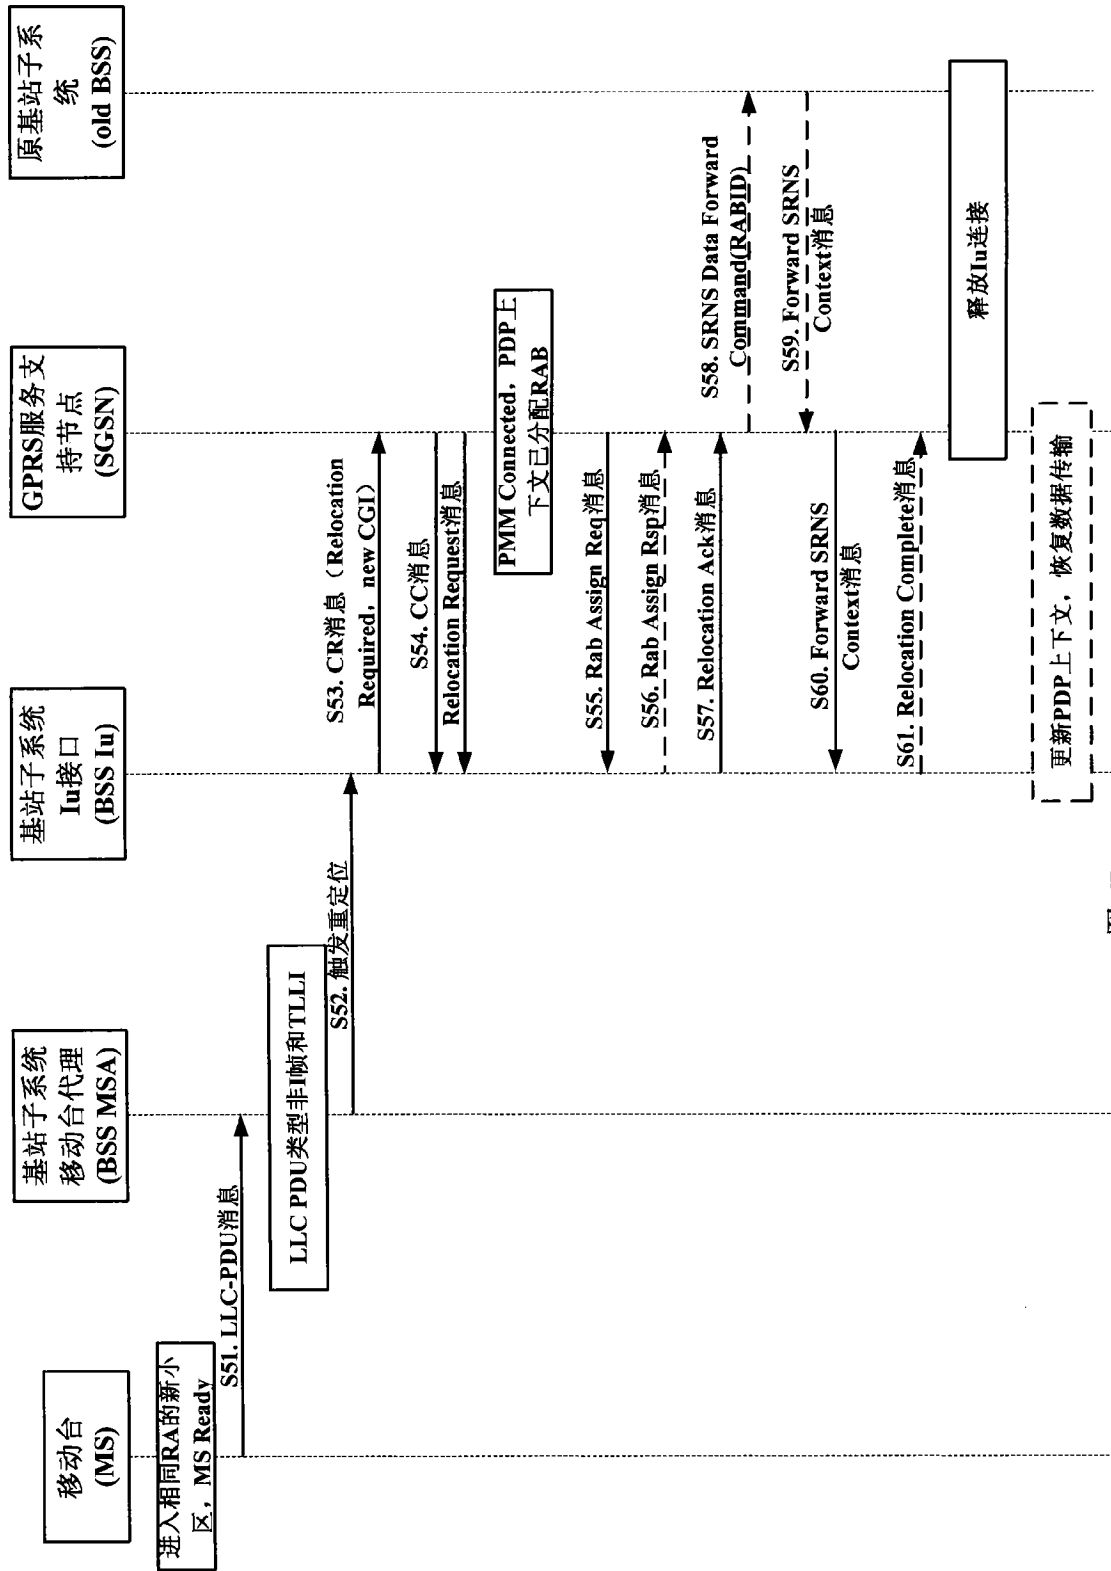 移动台
(MS)
基站子系统
移动台代理
(BSS MSA)
基站子系统
Iu接口
(BSS Iu)
GPRS服务支
持节点
(SGSN)
原基站子系
统
(old BSS)
进入相同RA的新小
区，MS Ready
S51. LLC-PDU消息
LLC PDU类型非I帧和TLLI
S52. 触发重定位
S53. CR消息（Relocation
Required，new CGI）
S54. CC消息
Relocation Request消息
PMM Connected，PDP上
下文已分配RAB
S55. Rab Assign Req消息
S56. Rab Assign Rsp消息
S57. Relocation Ack消息
S58. SRNS Data Forward
Command(RABID)
S59. Forward SRNS
Context消息
S60. Forward SRNS
Context消息
S61. Relocation Complete消息
释放Iu连接
更新PDP上下文，恢复数据传输